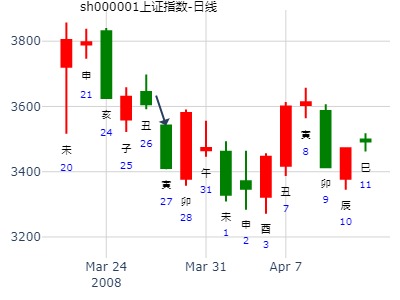 sh000001上证指数-日线
3800
3600
3400
3200
未
20
申
21
亥
24
子
25
丑
26
寅
27
卯
28
午
31
未
1
申
2
酉
3
丑
7
寅
8
卯
9
辰
10
巳
11
Mar 24
2008
Mar 31
Apr 7